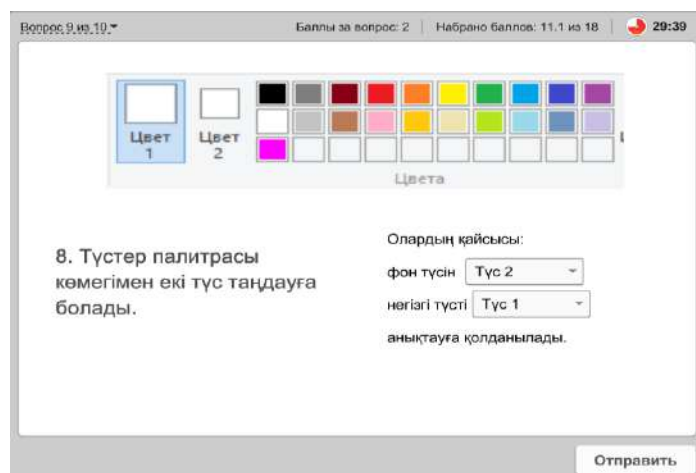 Вопрос 9 из 10
Баллы за вопрос: 2
Набрано баллов: 11.1 из 18
29:39
Цвет 1
Цвет 2
Цвета
8. Түстер палитрасы
көмегімен екі түс таңдауға
болады.
Олардың қайсысы:
фон түсін Түс 2
негізгі түсті Түс 1
анықтауға қолданылады.
Отправить